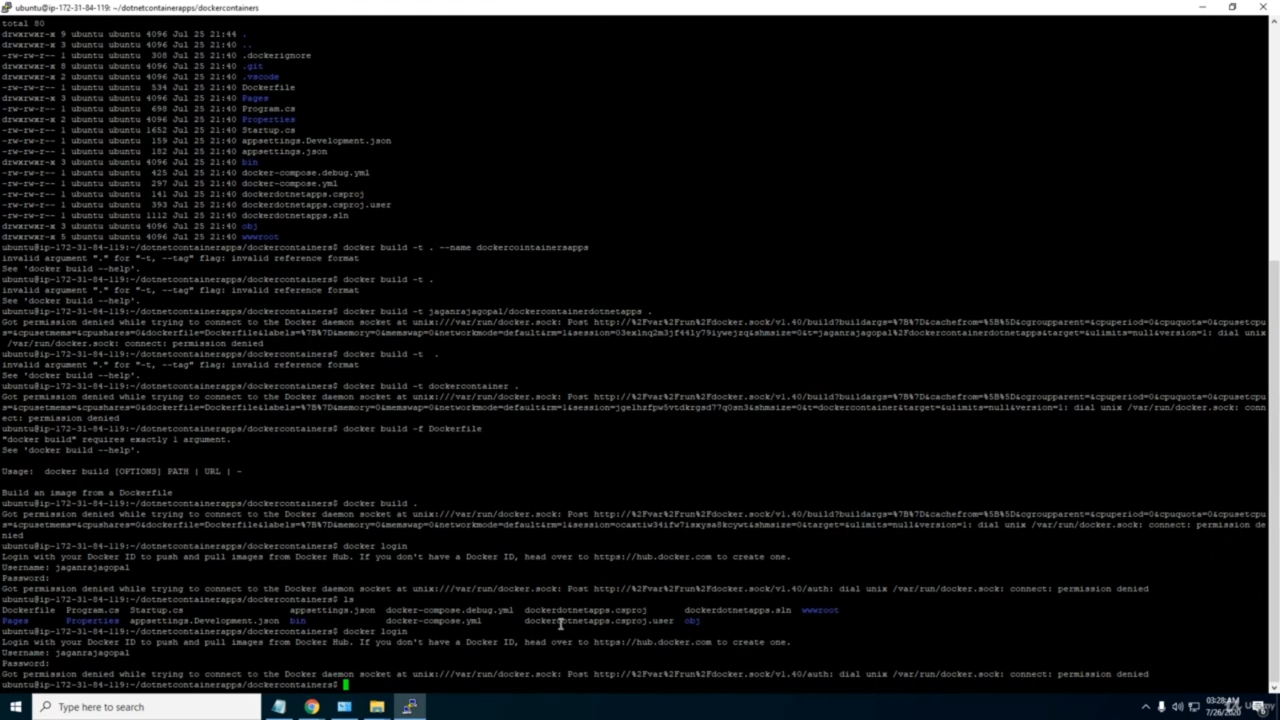 ubuntu@ip-172-31-84-119: ~/dotnetcontainerapps/dockercontainers
total 80
drwxrwxr-x 9 ubuntu ubuntu 4096 Jul 25 21:44 .
drwxrwxr-x 3 ubuntu ubuntu 4096 Jul 25 21:40 ..
-rw-rw-r-- 1 ubuntu ubuntu 308 Jul 25 21:40 .dockerignore
drwxrwxr-x 8 ubuntu ubuntu 4096 Jul 25 21:40 .git
drwxrwxr-x 2 ubuntu ubuntu 4096 Jul 25 21:40 .vscode
-rw-rw-r-- 1 ubuntu ubuntu 534 Jul 25 21:40 Dockerfile
drwxrwxr-x 3 ubuntu ubuntu 4096 Jul 25 21:40 Pages
-rw-rw-r-- 1 ubuntu ubuntu 698 Jul 25 21:40 Program.cs
drwxrwxr-x 2 ubuntu ubuntu 4096 Jul 25 21:40 Properties
-rw-rw-r-- 1 ubuntu ubuntu 1652 Jul 25 21:40 Startup.cs
-rw-rw-r-- 1 ubuntu ubuntu 159 Jul 25 21:40 appsettings.Development.json
-rw-rw-r-- 1 ubuntu ubuntu 182 Jul 25 21:40 appsettings.json
drwxrwxr-x 3 ubuntu ubuntu 4096 Jul 25 21:40 bin
-rw-rw-r-- 1 ubuntu ubuntu 425 Jul 25 21:40 docker-compose.debug.yml
-rw-rw-r-- 1 ubuntu ubuntu 297 Jul 25 21:40 docker-compose.yml
-rw-rw-r-- 1 ubuntu ubuntu 141 Jul 25 21:40 dockerdotnetapps.csproj
-rw-rw-r-- 1 ubuntu ubuntu 393 Jul 25 21:40 dockerdotnetapps.csproj.user
-rw-rw-r-- 1 ubuntu ubuntu 1112 Jul 25 21:40 dockerdotnetapps.sln
drwxrwxr-x 3 ubuntu ubuntu 4096 Jul 25 21:40 obj
drwxrwxr-x 5 ubuntu ubuntu 4096 Jul 25 21:40 wwwroot
ubuntu@ip-172-31-84-119:~/dotnetcontainerapps/dockercontainers$ docker build -t . --name dockercointainersapps
invalid argument "." for "-t, --tag" flag: invalid reference format
See 'docker build --help'.
ubuntu@ip-172-31-84-119:~/dotnetcontainerapps/dockercontainers$ docker build -t .
invalid argument "." for "-t, --tag" flag: invalid reference format
See 'docker build --help'.
ubuntu@ip-172-31-84-119:~/dotnetcontainerapps/dockercontainers$ docker build -t jaganrajagopal/dockercontainerdotnetapps .
Got permission denied while trying to connect to the Docker daemon socket at unix:///var/run/docker.sock: Post http://%2Fvar%2Frun%2Fdocker.sock/v1.40/build?buildargs=%7B%7D&cachefrom=%5B%5D&cgroupparent=&cpuperiod=0&cpuquota=0&cpusetcpu
s=&cpusetmems=&cpushares=0&dockerfile=Dockerfile&labels=%7B%7D&memory=0&memswap=0&networkmode=default&rm=1&shmsize=0&t=jaganrajagopal%2Fdockercontainerdotnetapps&target=&ulimits=null&version=1: dial unix
/var/run/docker.sock: connect: permission denied
ubuntu@ip-172-31-84-119:~/dotnetcontainerapps/dockercontainers$ docker build -t  .
invalid argument "." for "-t, --tag" flag: invalid reference format
See 'docker build --help'.
ubuntu@ip-172-31-84-119:~/dotnetcontainerapps/dockercontainers$ docker build -t dockercontainer .
Got permission denied while trying to connect to the Docker daemon socket at unix:///var/run/docker.sock: Post http://%2Fvar%2Frun%2Fdocker.sock/v1.40/build?buildargs=%7B%7D&cachefrom=%5B%5D&cgroupparent=&cpuperiod=0&cpuquota=0&cpusetcpu
s=&cpusetmems=&cpushares=0&dockerfile=Dockerfile&labels=%7B%7D&memory=0&memswap=0&networkmode=default&rm=1&shmsize=0&t=dockercontainer&target=&ulimits=null&version=1: dial unix /var/run/docker.sock: conn
ect: permission denied
ubuntu@ip-172-31-84-119:~/dotnetcontainerapps/dockercontainers$ docker build -f Dockerfile
"docker build" requires exactly 1 argument.
See 'docker build --help'.
Usage:  docker build [OPTIONS] PATH | URL | -
Build an image from a Dockerfile
ubuntu@ip-172-31-84-119:~/dotnetcontainerapps/dockercontainers$ docker build .
Got permission denied while trying to connect to the Docker daemon socket at unix:///var/run/docker.sock: Post http://%2Fvar%2Frun%2Fdocker.sock/v1.40/build?buildargs=%7B%7D&cachefrom=%5B%5D&cgroupparent=&cpuperiod=0&cpuquota=0&cpusetcpu
s=&cpusetmems=&cpushares=0&dockerfile=Dockerfile&labels=%7B%7D&memory=0&memswap=0&networkmode=default&rm=1&shmsize=0&target=&ulimits=null&version=1: dial unix /var/run/docker.sock: connect: permission de
nied
ubuntu@ip-172-31-84-119:~/dotnetcontainerapps/dockercontainers$ docker login
Login with your Docker ID to push and pull images from Docker Hub. If you don't have a Docker ID, head over to https://hub.docker.com to create one.
Username: jaganrajagopal
Password:
Got permission denied while trying to connect to the Docker daemon socket at unix:///var/run/docker.sock: Post http://%2Fvar%2Frun%2Fdocker.sock/v1.40/auth: dial unix /var/run/docker.sock: connect: permission denied
ubuntu@ip-172-31-84-119:~/dotnetcontainerapps/dockercontainers$ ls
Dockerfile  Program.cs  Startup.cs  appsettings.json  docker-compose.debug.yml  dockerdotnetapps.csproj  dockerdotnetapps.sln  wwwroot
Pages  Properties  appsettings.Development.json  bin  docker-compose.yml  dockerdotnetapps.csproj.user  obj
ubuntu@ip-172-31-84-119:~/dotnetcontainerapps/dockercontainers$ docker login
Login with your Docker ID to push and pull images from Docker Hub. If you don't have a Docker ID, head over to https://hub.docker.com to create one.
Username: jaganrajagopal
Password:
Got permission denied while trying to connect to the Docker daemon socket at unix:///var/run/docker.sock: Post http://%2Fvar%2Frun%2Fdocker.sock/v1.40/auth: dial unix /var/run/docker.sock: connect: permission denied
ubuntu@ip-172-31-84-119:~/dotnetcontainerapps/dockercontainers$
Type here to search
03:28 AM
7/26/2020